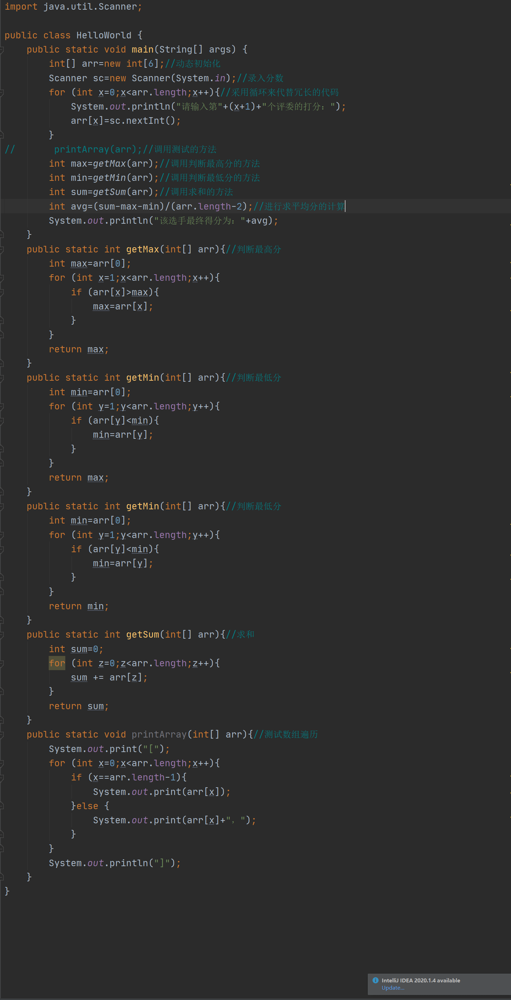 import java.util.Scanner;
public class HelloWorld {
    public static void main(String[] args) {
        int[] arr=new int[6];//动态初始化
        Scanner sc=new Scanner(System.in);//录入分数
        for (int x=0;x<arr.length;x++){//采用循环来代替冗长的代码
            System.out.println("请输入第"+(x+1)+"个评委的打分：");
            arr[x]=sc.nextInt();
        }
//       printArray(arr);//调用测试的方法
        int max=getMax(arr);//调用判断最高分的方法
        int min=getMin(arr);//调用判断最低分的方法
        int sum=getSum(arr);//调用求和的方法
        int avg=(sum-max-min)/(arr.length-2);//进行求平均分的计算
        System.out.println("该选手最终得分为："+avg);
    }
    public static int getMax(int[] arr){//判断最高分
        int max=arr[0];
        for (int x=1;x<arr.length;x++){
            if (arr[x]>max){
                max=arr[x];
            }
        }
        return max;
    }
    public static int getMin(int[] arr){//判断最低分
        int min=arr[0];
        for (int y=1;y<arr.length;y++){
            if (arr[y]<min){
                min=arr[y];
            }
        }
        return max;
    }
    public static int getMin(int[] arr){//判断最低分
        int min=arr[0];
        for (int y=1;y<arr.length;y++){
            if (arr[y]<min){
                min=arr[y];
            }
        }
        return min;
    }
    public static int getSum(int[] arr){//求和
        int sum=0;
        for (int z=0;z<arr.length;z++){
            sum += arr[z];
        }
        return sum;
    }
    public static void printArray(int[] arr){//测试数组遍历
        System.out.print("[");
        for (int x=0;x<arr.length;x++){
            if (x==arr.length-1){
                System.out.print(arr[x]);
            }else {
                System.out.print(arr[x]+"，");
            }
        }
        System.out.println("]");
    }
}
IntelliJ IDEA 2020.1.4 available
Update...